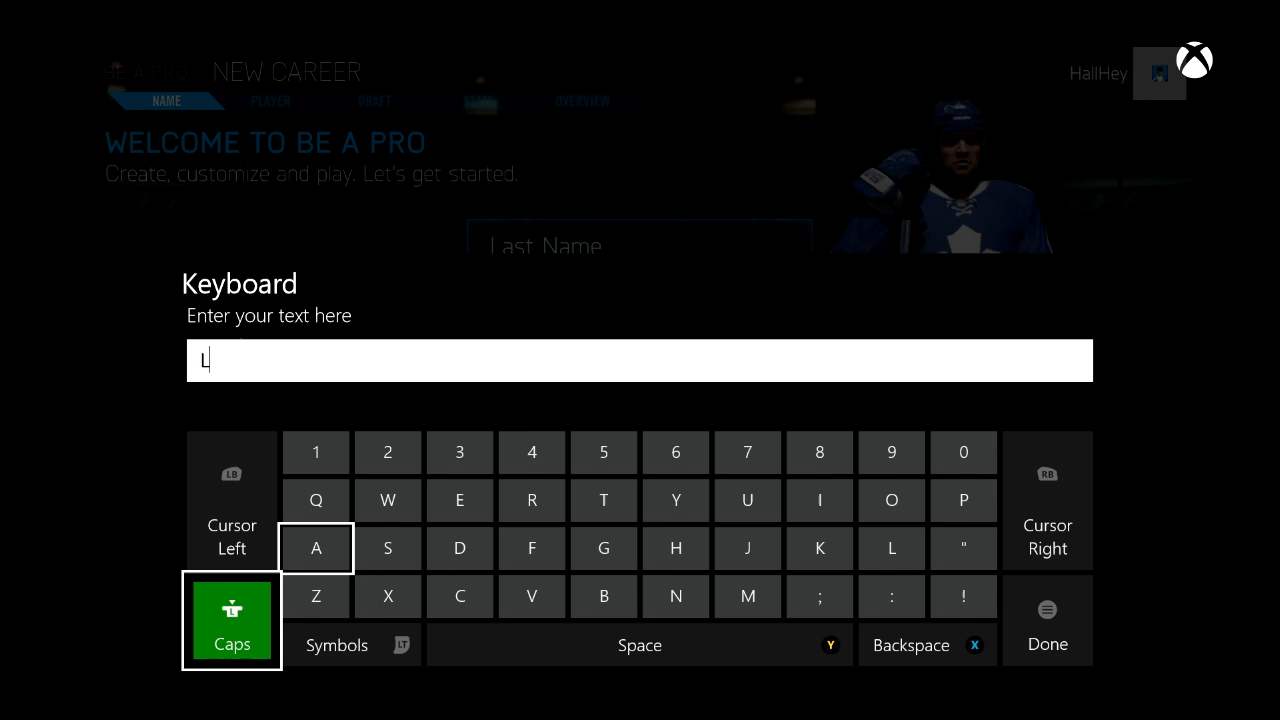 BE A PRO NEW CAREER
HallHey
NAME PLAYER DRAFT STATS OVERVIEW
WELCOME TO BE A PRO
Create, customize and play. Let's get started.
Last Name
Keyboard
Enter your text here
L
1 2 3 4 5 6 7 8 9 0
LB RB
Q W E R T Y U I O P
Cursor Left Cursor Right
A S D F G H J K L "
Z X C V B N M ; : !
L
Caps Symbols LT Space Y Backspace X Done